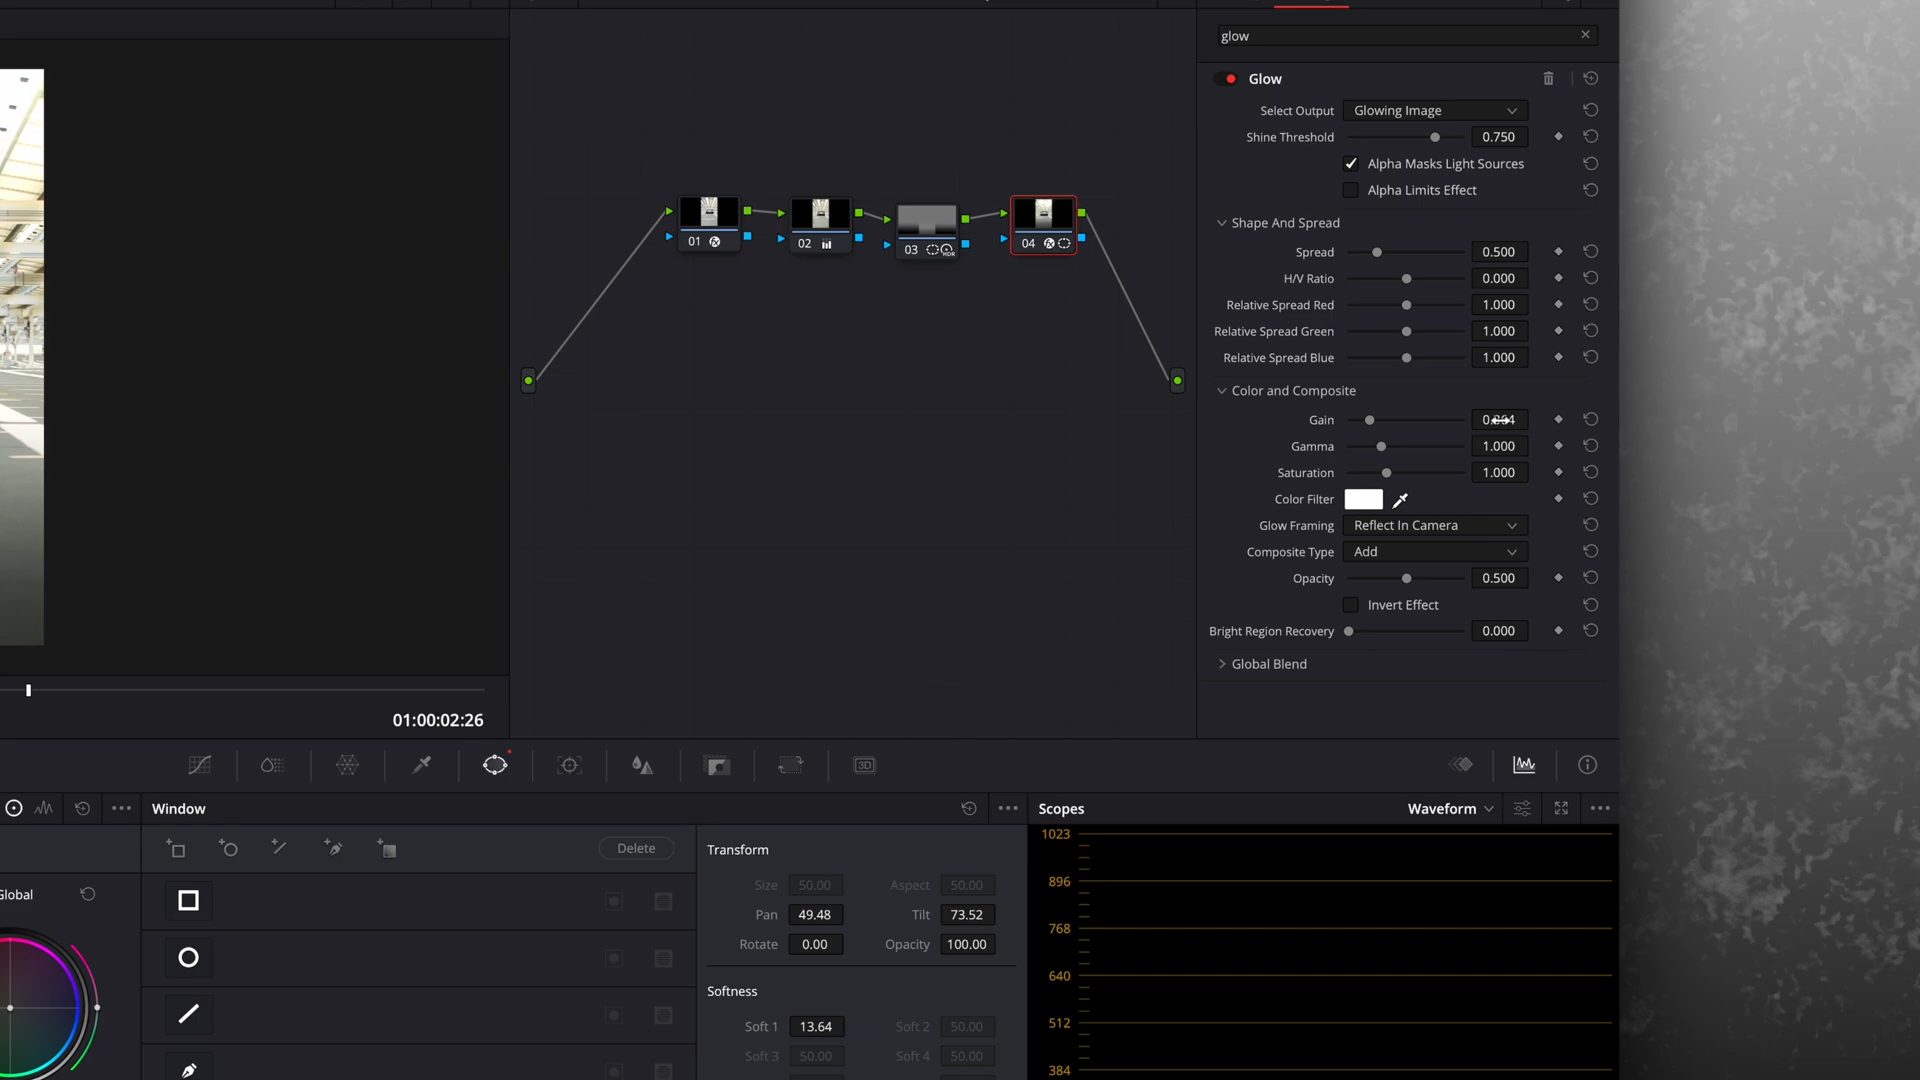 glow
Glow
Select Output Glowing Image
Shine Threshold 0.750
Alpha Masks Light Sources
Alpha Limits Effect
Shape And Spread
Spread 0.500
H/V Ratio 0.000
Relative Spread Red 1.000
Relative Spread Green 1.000
Relative Spread Blue 1.000
Color and Composite
Gain
Gamma 1.000
Saturation 1.000
Color Filter
Glow Framing Reflect In Camera
Composite Type Add
Opacity 0.500
Invert Effect
Bright Region Recovery 0.000
Global Blend
01
02
03 HDR
04
01:00:02:26
3D
Window
Delete
Global
Transform
Size 50.00 Aspect 50.00
Pan 49.48 Tilt 73.52
Rotate 0.00 Opacity 100.00
Softness
Soft 1 13.64 Soft 2 50.00
Soft 3 50.00 Soft 4 50.00
Scopes Waveform
1023
896
768
640
512
384